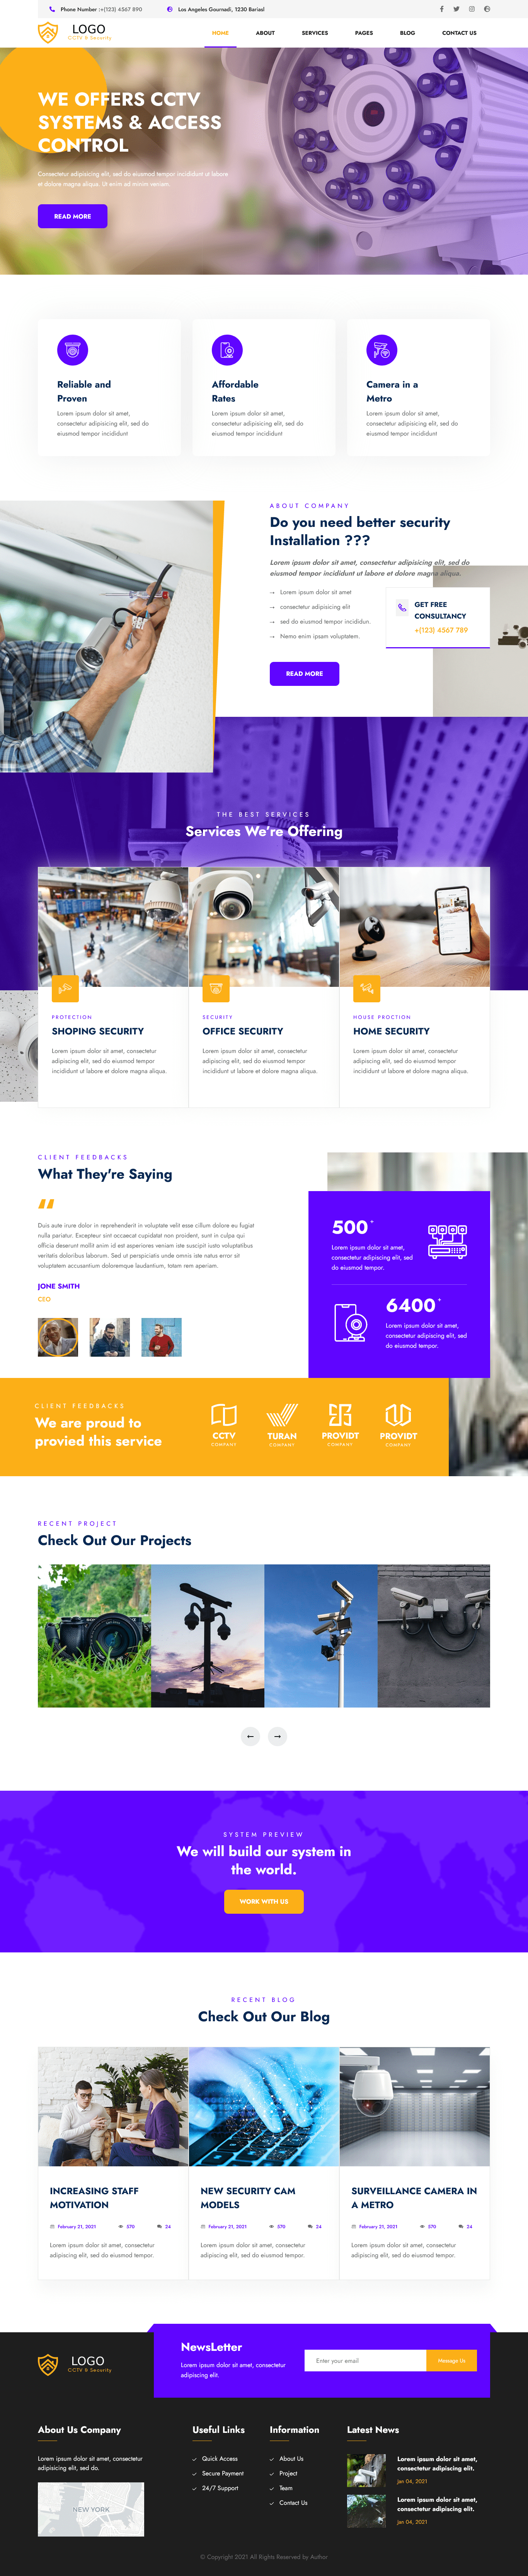 Phone Number :+(123) 4567 890
Los Angeles Gournadi, 1230 Bariasl
LOGO
CCTV & Security
HOME
ABOUT
SERVICES
PAGES
BLOG
CONTACT US
WE OFFERS CCTV
SYSTEMS & ACCESS
CONTROL
Consectetur adipisicing elit, sed do eiusmod tempor incididunt ut labore
et dolore magna aliqua. Ut enim ad minim veniam.
READ MORE
Reliable and
Proven
Lorem ipsum dolor sit amet,
consectetur adipisicing elit, sed do
eiusmod tempor incididunt
Affordable
Rates
Lorem ipsum dolor sit amet,
consectetur adipisicing elit, sed do
eiusmod tempor incididunt
Camera in a
Metro
Lorem ipsum dolor sit amet,
consectetur adipisicing elit, sed do
eiusmod tempor incididunt
ABOUT COMPANY
Do you need better security
Installation ???
Lorem ipsum dolor sit amet, consectetur adipisicing elit, sed do
eiusmod tempor incididunt ut labore et dolore magna aliqua.
Lorem ipsum dolor sit amet
consectetur adipisicing elit
sed do eiusmod tempor incididun.
Nemo enim ipsam voluptatem.
GET FREE
CONSULTANCY
+(123) 4567 789
READ MORE
THE BEST SERVICES
Services We're Offering
PROTECTION
SHOPING SECURITY
Lorem ipsum dolor sit amet, consectetur
adipisicing elit, sed do eiusmod tempor
incididunt ut labore et dolore magna aliqua.
SECURITY
OFFICE SECURITY
Lorem ipsum dolor sit amet, consectetur
adipisicing elit, sed do eiusmod tempor
incididunt ut labore et dolore magna aliqua.
HOUSE PROCTION
HOME SECURITY
Lorem ipsum dolor sit amet, consectetur
adipisicing elit, sed do eiusmod tempor
incididunt ut labore et dolore magna aliqua.
CLIENT FEEDBACKS
What They're Saying
Duis aute irure dolor in reprehenderit in voluptate velit esse cillum dolore eu fugiat
nulla pariatur. Excepteur sint occaecat cupidatat non proident, sunt in culpa qui
officia deserunt mollit anim id est asperiores veniam iste suscipit iusto voluptatibus
veritatis doloribus laborum. Sed ut perspiciatis unde omnis iste natus error sit
voluptatem accusantium doloremque laudantium, totam rem aperiam.
JONE SMITH
CEO
500+
Lorem ipsum dolor sit amet,
consectetur adipisicing elit, sed
do eiusmod tempor.
6400+
Lorem ipsum dolor sit amet,
consectetur adipisicing elit, sed
do eiusmod tempor.
CLIENT FEEDBACKS
We are proud to
provied this service
CCTV
COMPANY
TURAN
COMPANY
PROVIDT
COMPANY
PROVIDT
COMPANY
RECENT PROJECT
Check Out Our Projects
SYSTEM PREVIEW
We will build our system in
the world.
WORK WITH US
RECENT BLOG
Check Out Our Blog
INCREASING STAFF
MOTIVATION
February 21, 2021 570 24
Lorem ipsum dolor sit amet, consectetur
adipisicing elit, sed do eiusmod tempor.
NEW SECURITY CAM
MODELS
February 21, 2021 570 24
Lorem ipsum dolor sit amet, consectetur
adipisicing elit, sed do eiusmod tempor.
SURVEILLANCE CAMERA IN
A METRO
February 21, 2021 570 24
Lorem ipsum dolor sit amet, consectetur
adipisicing elit, sed do eiusmod tempor.
LOGO
CCTV & Security
NewsLetter
Lorem ipsum dolor sit amet, consectetur
adipisicing elit.
Enter your email
Message Us
About Us Company
Lorem ipsum dolor sit amet, consectetur
adipisicing elit, sed do.
NEW YORK
Useful Links
Quick Access
Secure Payment
24/7 Support
Information
About Us
Project
Team
Contact Us
Latest News
Lorem ipsum dolor sit amet,
consectetur adipiscing elit.
Jan 04, 2021
Lorem ipsum dolor sit amet,
consectetur adipiscing elit.
Jan 04, 2021
© Copyright 2021 All Rights Reserved by Author